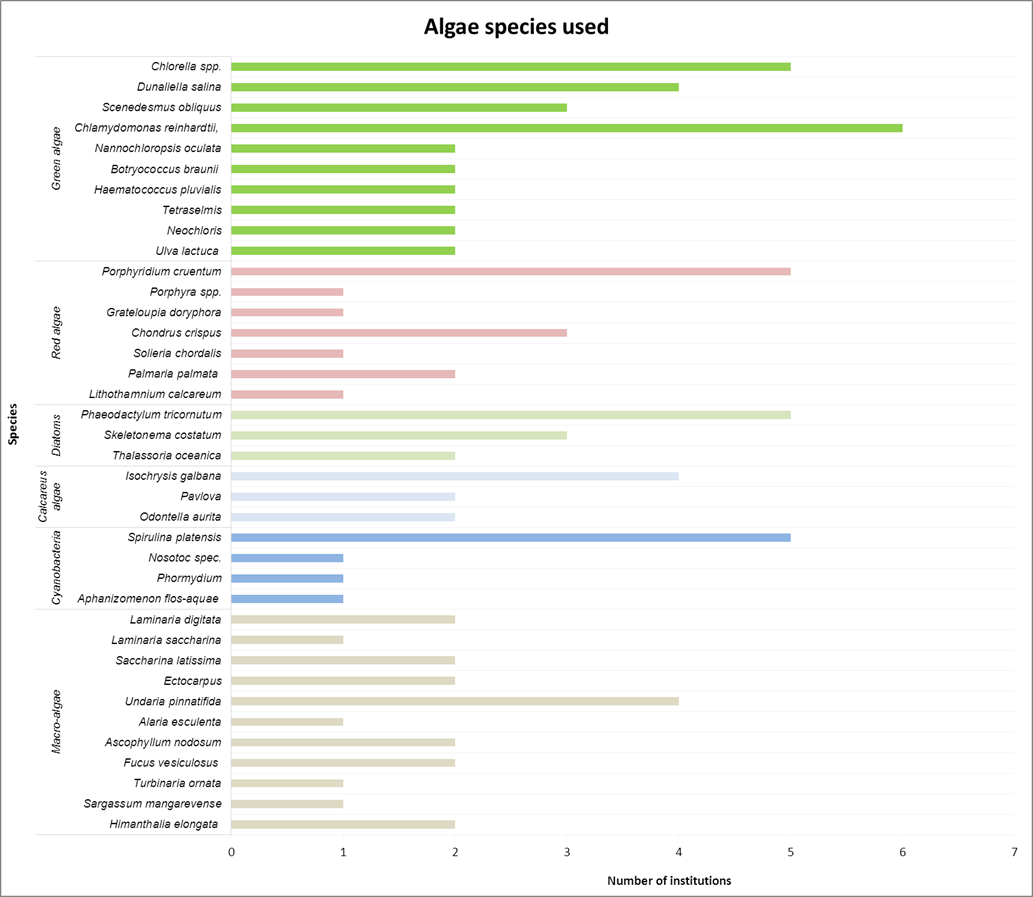 Algae species used
Species
Green algae
Chlorella spp.
Dunaliella salina
Scenedesmus obliquus
Chlamydomonas reinhardtii,
Nannochloropsis oculata
Botryococcus braunii
Haematococcus pluvialis
Tetraselmis
Neochloris
Ulva lactuca
Red algae
Porphyridium cruentum
Porphyra spp.
Grateloupia doryphora
Chondrus crispus
Solieria chordalis
Palmaria palmata
Lithothamnium calcareum
Diatoms
Phaeodactylum tricornutum
Skeletonema costatum
Thalassoria oceanica
Calcareus
algae
Isochrysis galbana
Pavlova
Odontella aurita
Cyanobacteria
Spirulina platensis
Nosotoc spec.
Phormydium
Aphanizomenon flos-aquae
Macro-algae
Laminaria digitata
Laminaria saccharina
Saccharina latissima
Ectocarpus
Undaria pinnatifida
Alaria esculenta
Ascophyllum nodosum
Fucus vesiculosus
Turbinaria ornata
Sargassum mangarevense
Himanthalia elongata
0 1 2 3 4 5 6 7
Number of institutions